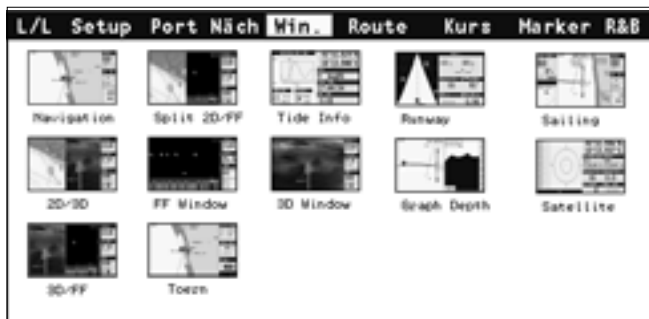 L/L Setup Port Näch Win. Route Kurs Marker R&B
Navigation Split 2D/FF Tide Info Runway Sailing
2D/3D FF Window 3D Window Graph Depth Satellite
3D/FF Toern